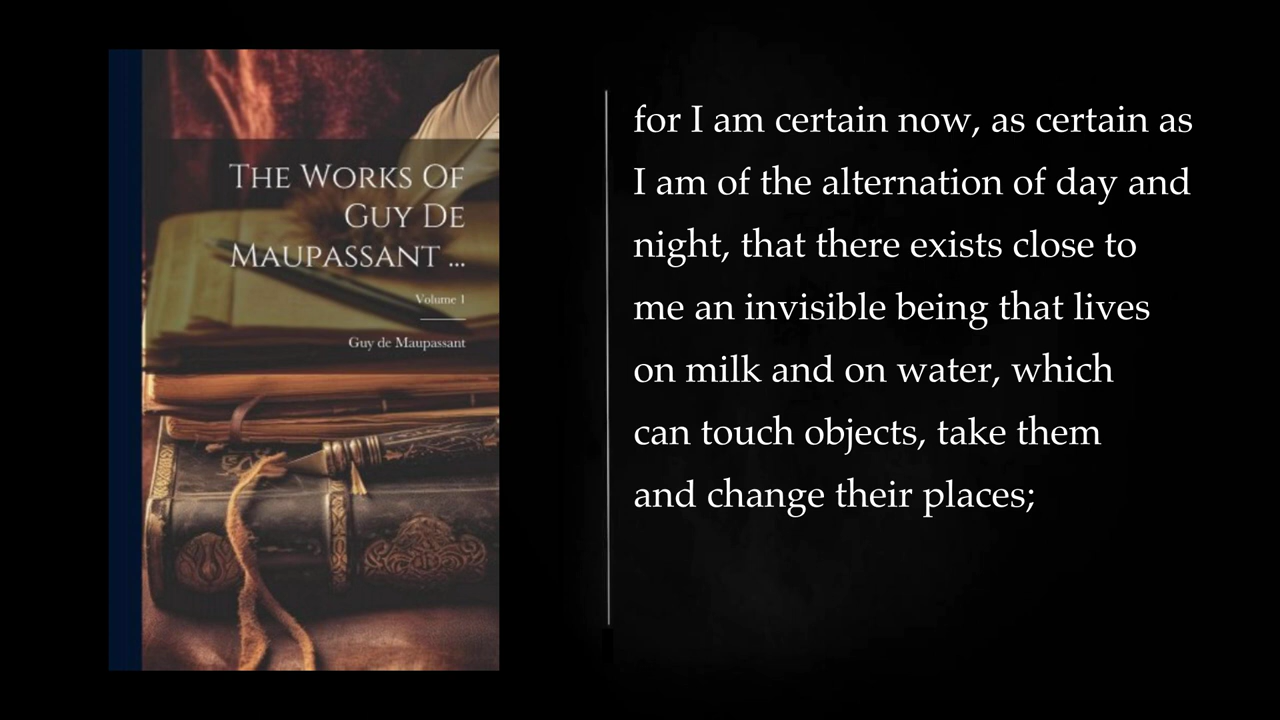 The Works Of
Guy De
Maupassant ...
Volume 1
Guy de Maupassant
for I am certain now, as certain as
I am of the alternation of day and
night, that there exists close to
me an invisible being that lives
on milk and on water, which
can touch objects, take them
and change their places;